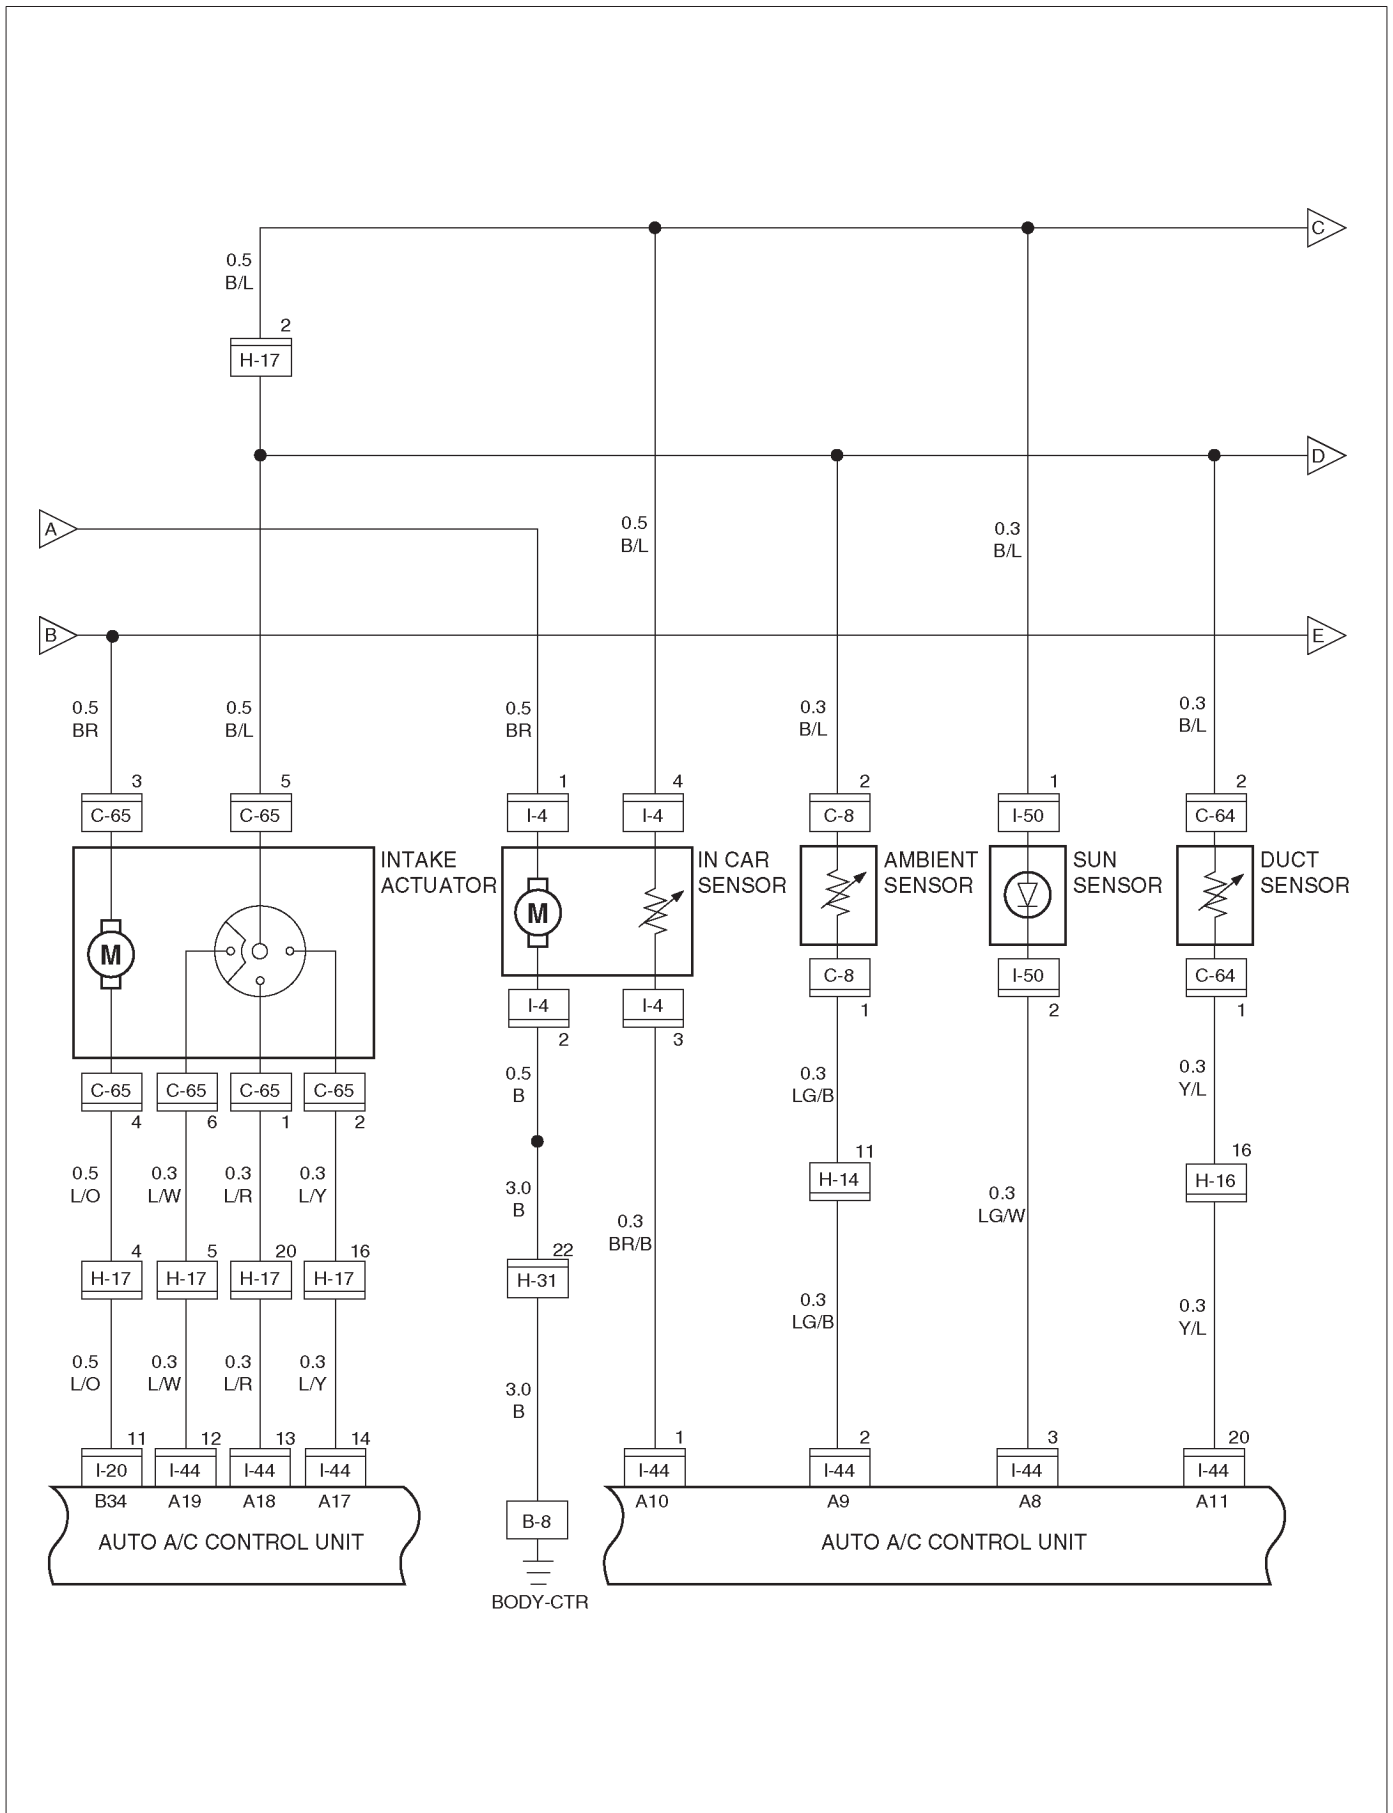 C
0.5
B/L
2
H-17
D
A
0.5
B/L
0.3
B/L
B
E
0.5
BR
0.5
B/L
0.5
BR
0.3
B/L
0.3
B/L
3
5
1
4
2
1
2
C-65
C-65
I-4
I-4
C-8
I-50
C-64
INTAKE
ACTUATOR
IN CAR
SENSOR
AMBIENT
SENSOR
SUN
SENSOR
DUCT
SENSOR
M
M
C-8
I-50
C-64
1
2
1
I-4
I-4
2
3
C-65
C-65
C-65
C-65
4
6
1
2
0.5
B
0.3
LG/B
0.3
Y/L
11
H-14
16
H-16
0.5
L/O
0.3
L/W
0.3
L/R
0.3
L/Y
3.0
B
0.3
BR/B
0.3
LG/W
4
5
20
16
22
H-17
H-17
H-17
H-17
H-31
0.3
LG/B
0.3
Y/L
0.5
L/O
0.3
L/W
0.3
L/R
0.3
L/Y
3.0
B
11
12
13
14
1
2
3
20
I-20
I-44
I-44
I-44
I-44
I-44
I-44
I-44
B34
A19
A18
A17
A10
A9
A8
A11
B-8
AUTO A/C CONTROL UNIT
AUTO A/C CONTROL UNIT
BODY-CTR